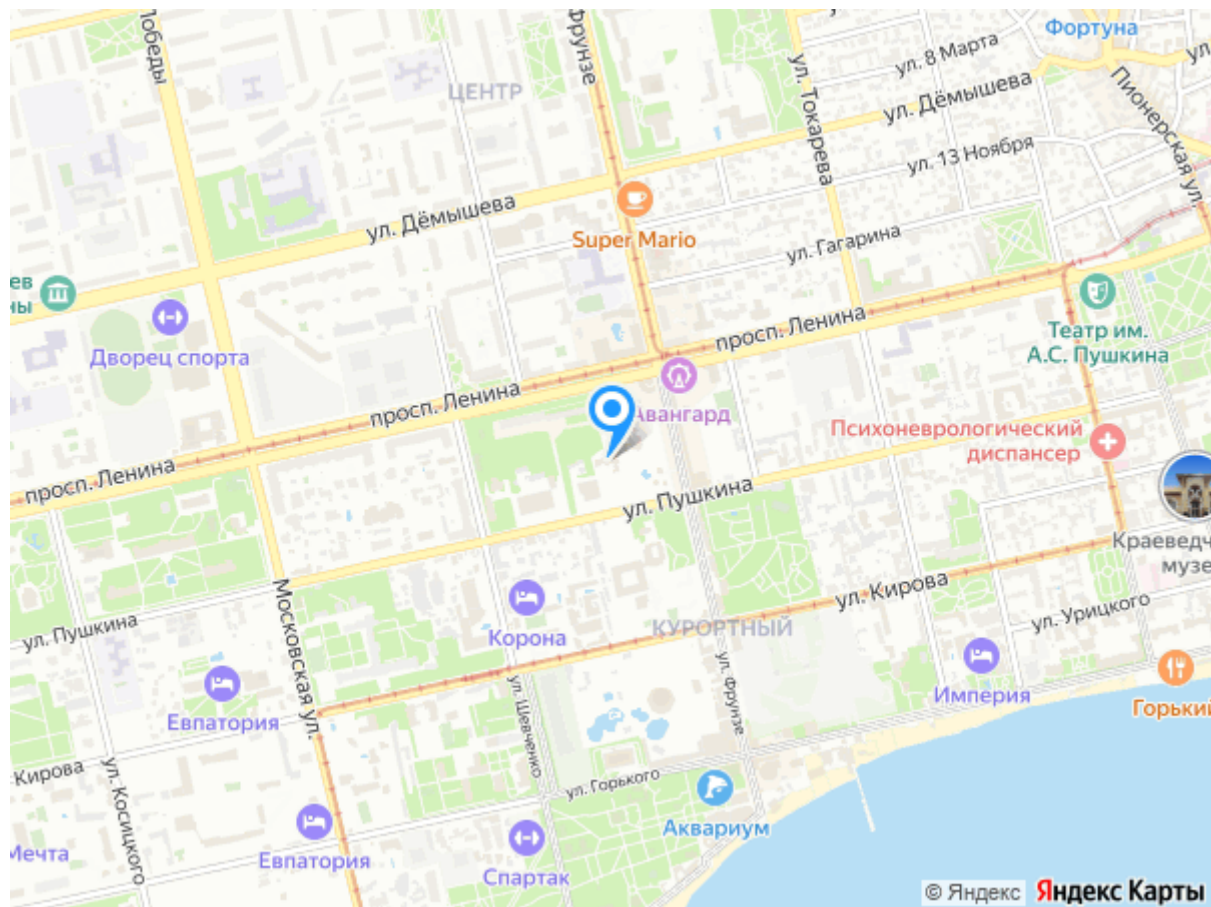 Победы
Фрунзе
Фортуна
ул. 8 Марта
ул. Токарева
ул. Дёмышева
Пионерская ул.
ЦЕНТР
ул. 13 Ноября
ул. Дёмышева
Super Mario
ул. Гагарина
ев
ны
Дворец спорта
просп. Ленина
Театр им.
А.С. Пушкина
просп. Ленина
Авангард
Психоневрологический
диспансер
просп. Ленина
ул. Пушкина
Краеведч
музе
ул. Кирова
Московская ул.
ул. Пушкина
Корона
КУРОРТНЫЙ
ул. Урицкого
ул. Фрунзе
Империя
Евпатория
ул. Шевченко
Горький
Кирова
ул. Косицкого
ул. Горького
Аквариум
Мечта
Евпатория
Спартак
© Яндекс Яндекс Карты